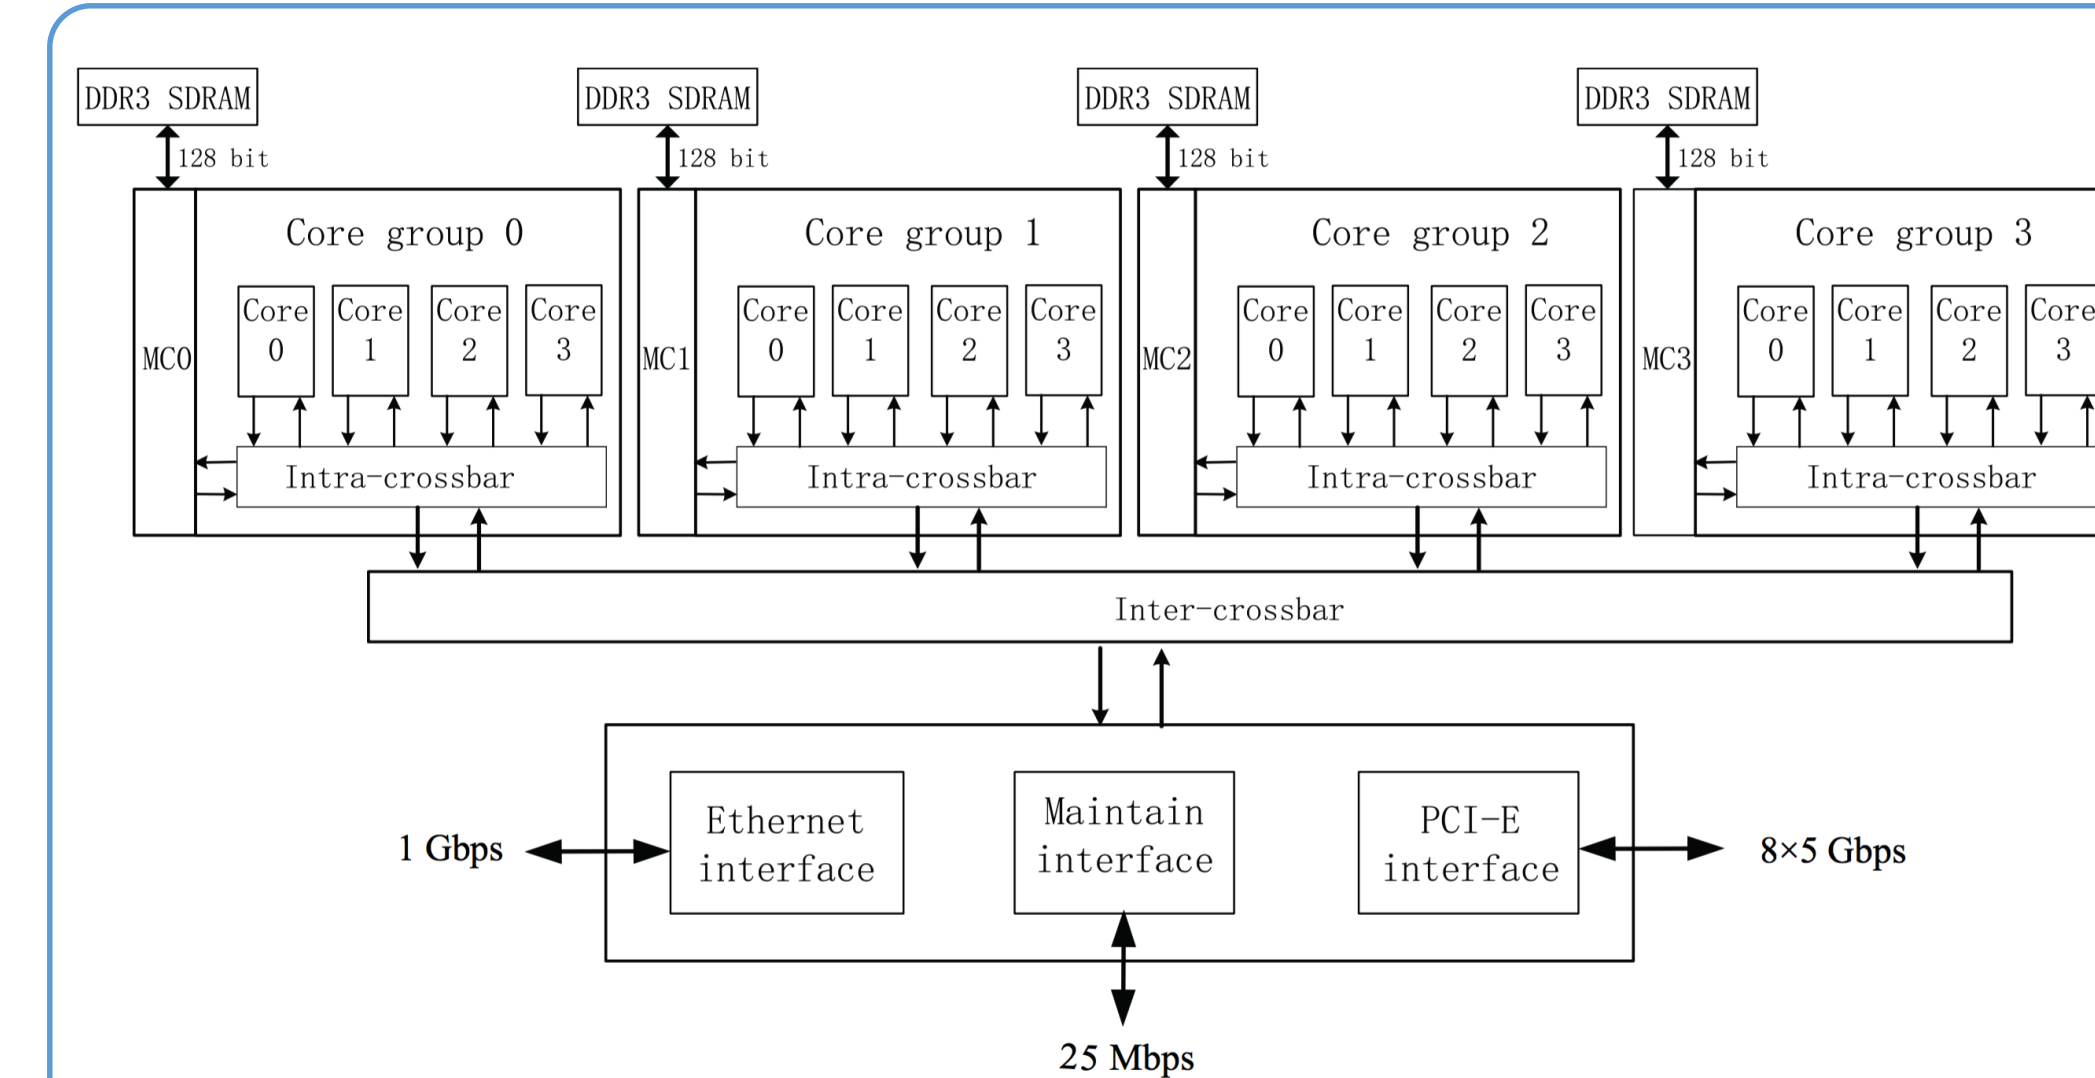 DDR3 SDRAM DDR3 SDRAM DDR3 SDRAM DDR3 SDRAM
128 bit 128 bit 128 bit 128 bit
Core group 0 Core group 1 Core group 2 Core group 3
MC0 Core 0 Core 1 Core 2 Core 3
MC1 Core 0 Core 1 Core 2 Core 3
MC2 Core 0 Core 1 Core 2 Core 3
MC3 Core 0 Core 1 Core 2 Core 3
Intra-crossbar Intra-crossbar Intra-crossbar Intra-crossbar
Inter-crossbar
1 Gbps
Ethernet
interface
Maintain
interface
PCI-E
interface
8×5 Gbps
25 Mbps